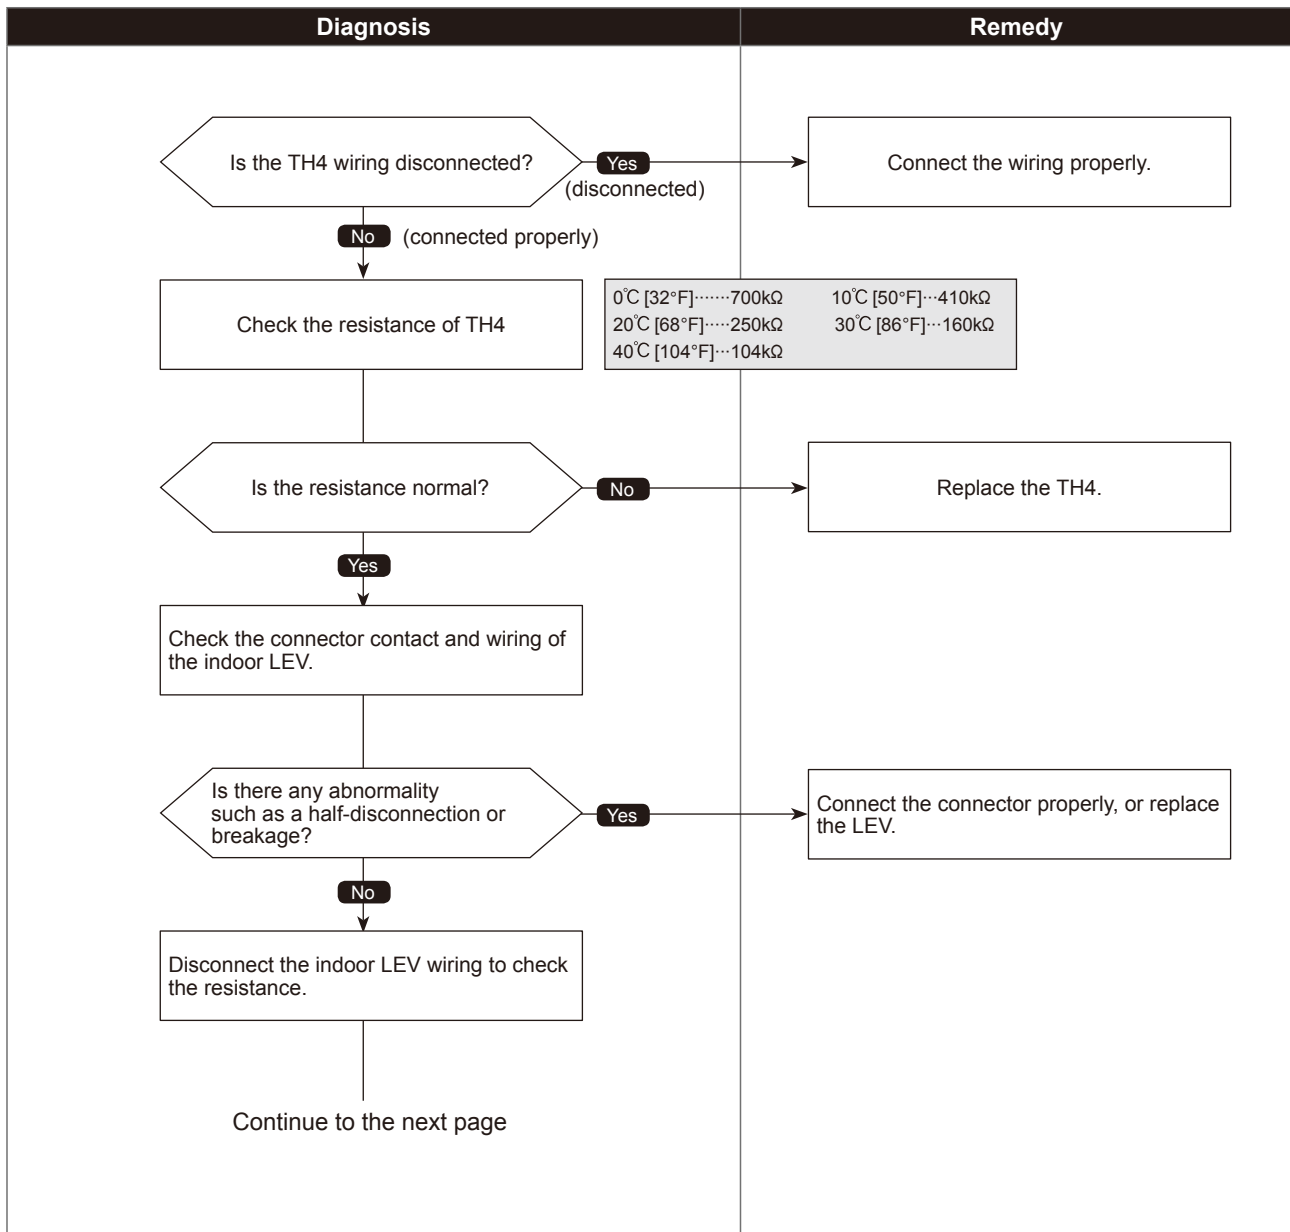 Diagnosis
Remedy
Is the TH4 wiring disconnected?
Yes
(disconnected)
Connect the wiring properly.
No
(connected properly)
Check the resistance of TH4
0℃ [32°F]·······700kΩ 10℃ [50°F]···410kΩ
20℃ [68°F]·····250kΩ 30℃ [86°F]···160kΩ
40℃ [104°F]···104kΩ
Is the resistance normal?
No
Replace the TH4.
Yes
Check the connector contact and wiring of
the indoor LEV.
Is there any abnormality
such as a half-disconnection or
breakage?
Yes
Connect the connector properly, or replace
the LEV.
No
Disconnect the indoor LEV wiring to check
the resistance.
Continue to the next page